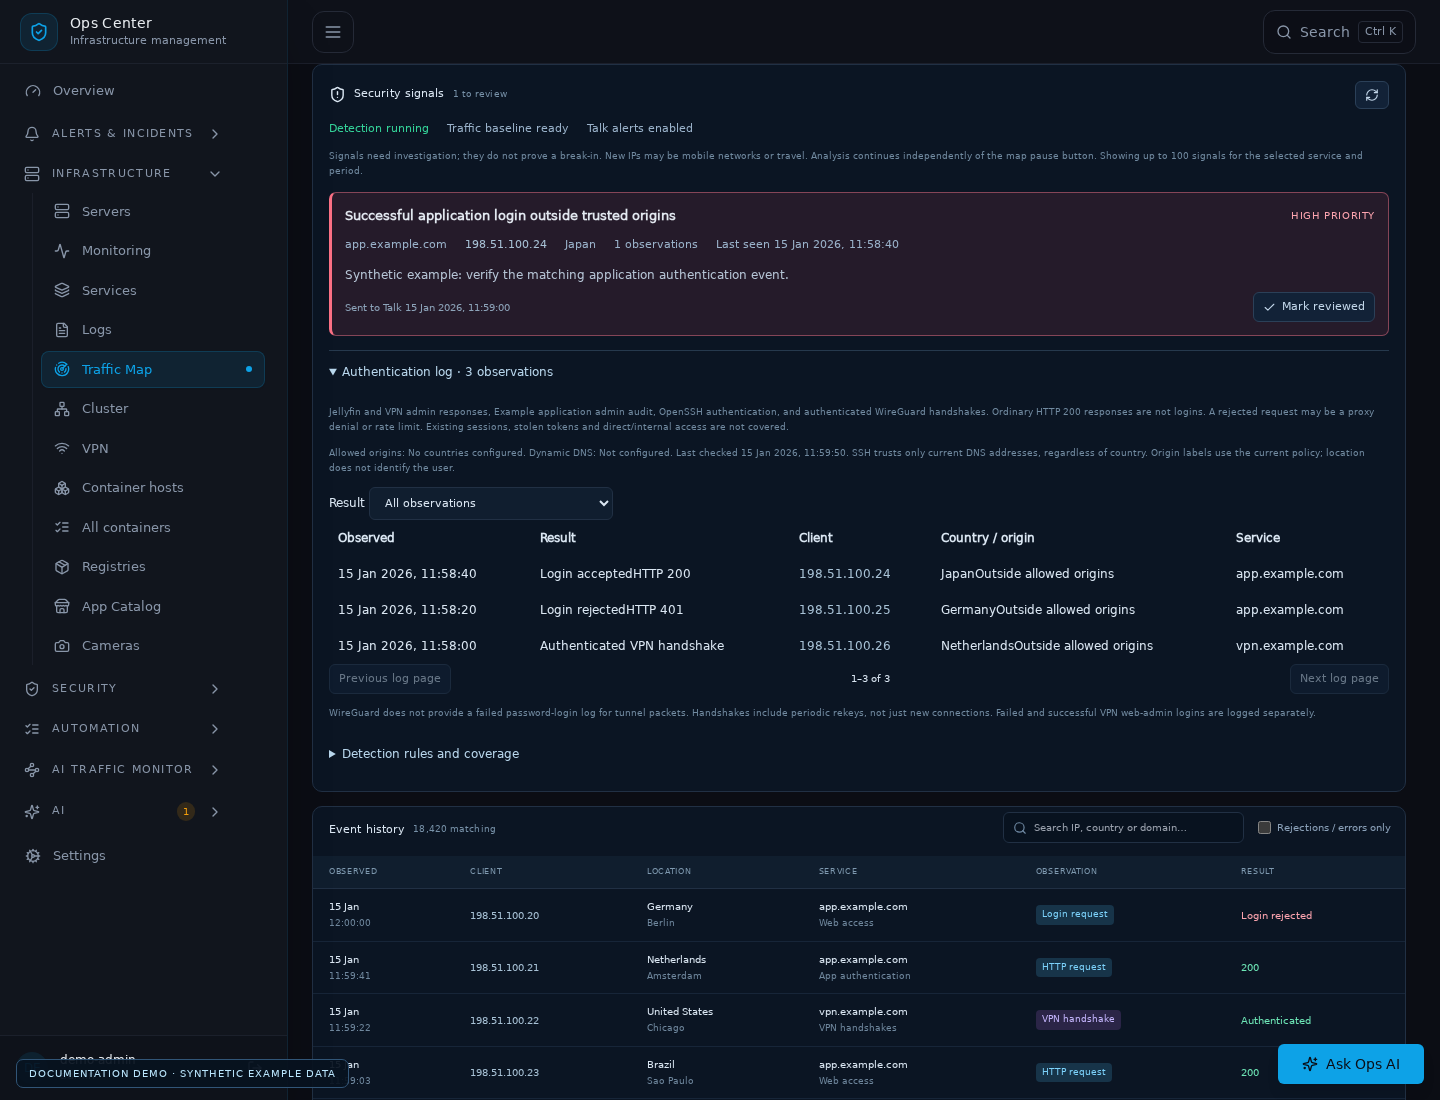 Ops Center
Infrastructure management
Search Ctrl K
Overview
ALERTS & INCIDENTS
INFRASTRUCTURE
Servers
Monitoring
Services
Logs
Traffic Map
Cluster
VPN
Container hosts
All containers
Registries
App Catalog
Cameras
SECURITY
AUTOMATION
AI TRAFFIC MONITOR
AI 1
Settings
demo admin
DOCUMENTATION DEMO · SYNTHETIC EXAMPLE DATA
Security signals 1 to review
Detection running Traffic baseline ready Talk alerts enabled
Signals need investigation; they do not prove a break-in. New IPs may be mobile networks or travel. Analysis continues independently of the map pause button. Showing up to 100 signals for the selected service and
period.
Successful application login outside trusted origins HIGH PRIORITY
app.example.com 198.51.100.24 Japan 1 observations Last seen 15 Jan 2026, 11:58:40
Synthetic example: verify the matching application authentication event.
Sent to Talk 15 Jan 2026, 11:59:00 Mark reviewed
Authentication log · 3 observations
Jellyfin and VPN admin responses, Example application admin audit, OpenSSH authentication, and authenticated WireGuard handshakes. Ordinary HTTP 200 responses are not logins. A rejected request may be a proxy
denial or rate limit. Existing sessions, stolen tokens and direct/internal access are not covered.
Allowed origins: No countries configured. Dynamic DNS: Not configured. Last checked 15 Jan 2026, 11:59:50. SSH trusts only current DNS addresses, regardless of country. Origin labels use the current policy; location
does not identify the user.
Result All observations
Observed Result Client Country / origin Service
15 Jan 2026, 11:58:40 Login acceptedHTTP 200 198.51.100.24 JapanOutside allowed origins app.example.com
15 Jan 2026, 11:58:20 Login rejectedHTTP 401 198.51.100.25 GermanyOutside allowed origins app.example.com
15 Jan 2026, 11:58:00 Authenticated VPN handshake 198.51.100.26 NetherlandsOutside allowed origins vpn.example.com
Previous log page 1–3 of 3 Next log page
WireGuard does not provide a failed password-login log for tunnel packets. Handshakes include periodic rekeys, not just new connections. Failed and successful VPN web-admin logins are logged separately.
Detection rules and coverage
Event history 18,420 matching Search IP, country or domain... Rejections / errors only
OBSERVED CLIENT LOCATION SERVICE OBSERVATION RESULT
15 Jan 198.51.100.20 Germany app.example.com Login request Login rejected
12:00:00 Berlin Web access
15 Jan 198.51.100.21 Netherlands app.example.com HTTP request 200
11:59:41 Amsterdam App authentication
15 Jan 198.51.100.22 United States vpn.example.com VPN handshake Authenticated
11:59:22 Chicago VPN handshakes
Jan 198.51.100.23 Brazil app.example.com HTTP request 200
9:03 Sao Paulo Web access
Ask Ops AI